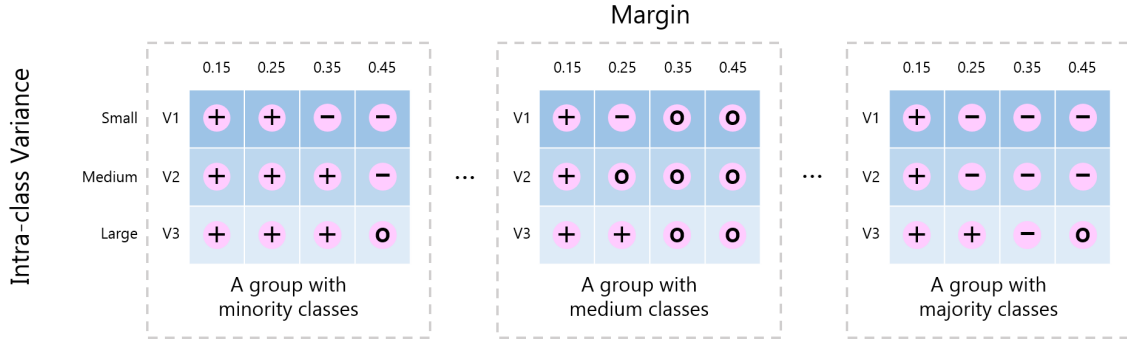 Margin
Intra-class Variance
0.15 0.25 0.35 0.45
Small V1 + + − −
Medium V2 + + + −
Large V3 + + + o
A group with
minority classes
...
0.15 0.25 0.35 0.45
V1 + − o o
V2 + o o o
V3 + + o o
A group with
medium classes
...
0.15 0.25 0.35 0.45
V1 + − − −
V2 + − − −
V3 + + − o
A group with
majority classes